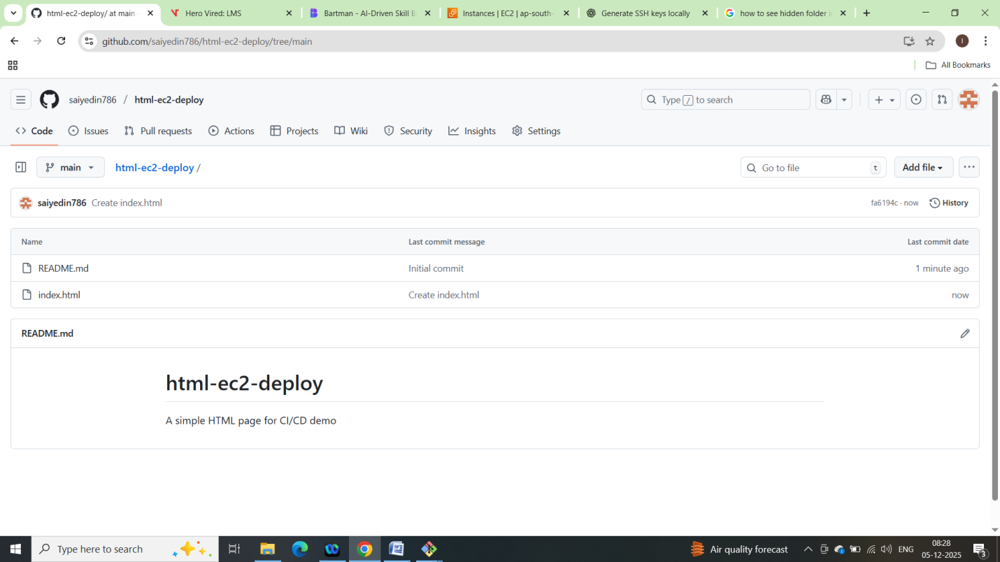 html-ec2-deploy/ at main
Hero Vired: LMS
Bartman - AI-Driven Skill B
Instances | EC2 | ap-south-
Generate SSH keys locally
how to see hidden folder i
github.com/saiyedin786/html-ec2-deploy/tree/main
I
All Bookmarks
saiyedin786 / html-ec2-deploy
Type / to search
Code
Issues
Pull requests
Actions
Projects
Wiki
Security
Insights
Settings
main
html-ec2-deploy /
Go to file
t
Add file
saiyedin786 Create index.html
fa6194c · now
History
Name Last commit message Last commit date
README.md Initial commit 1 minute ago
index.html Create index.html now
README.md
html-ec2-deploy
A simple HTML page for CI/CD demo
Type here to search
Air quality forecast
ENG
08:28
05-12-2025
3